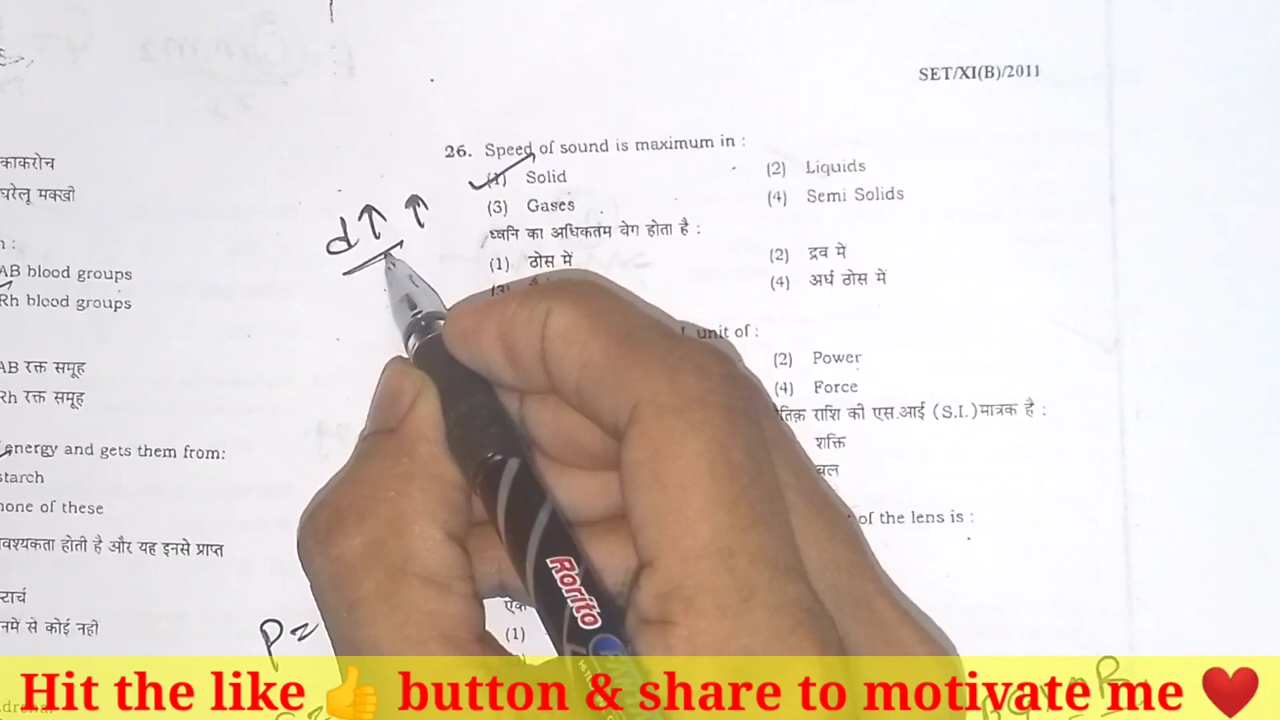 SET/XI(B)/2011
काकरोच
घरेलू मक्खी
AB blood groups
Rh blood groups
AB रक्त समूह
Rh रक्त समूह
energy and gets them from:
starch
none of these
होती है और यह इनसे प्राप्त
नमें से कोई नही
26. Speed of sound is maximum in :
(1) Solid
(2) Liquids
(3) Gases
(4) Semi Solids
ध्वनि का अधिकतम वेग होता है :
(1) ठोस में
(2) द्रव मे
(4) अर्ध ठोस में
d↑ ↑
unit of :
(2) Power
(4) Force
राशि की एस.आई (S.I.)मात्रक है :
शक्ति
बल
of the lens is :
(1)
P=
Rorito
Hit the like 👍 button & share to motivate me ❤